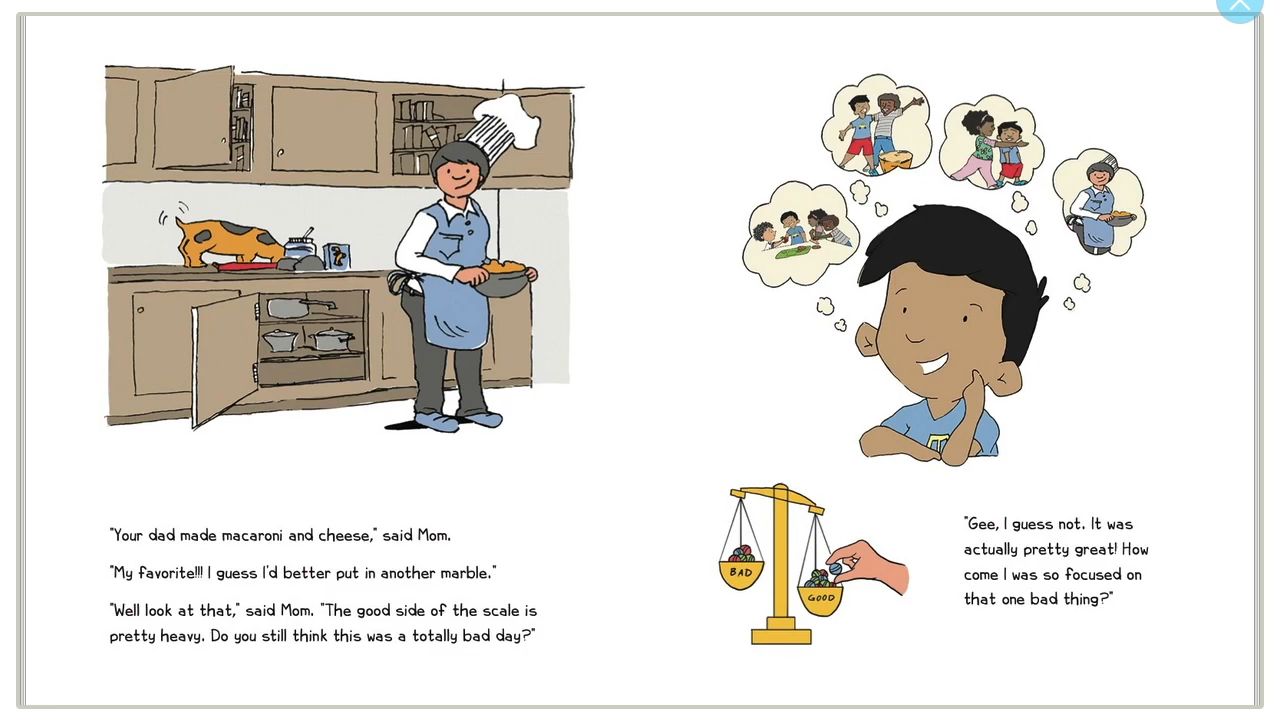 "Your dad made macaroni and cheese," said Mom.
"My favorite!!! I guess I'd better put in another marble."
"Well look at that," said Mom. "The good side of the scale is
pretty heavy. Do you still think this was a totally bad day?"
BAD
GOOD
"Gee, I guess not. It was
actually pretty great! How
come I was so focused on
that one bad thing?"